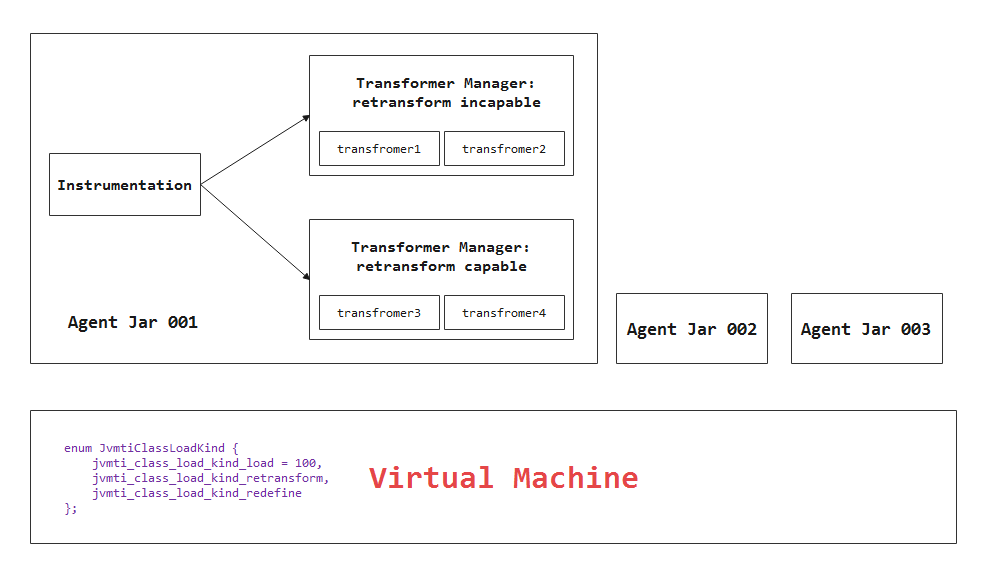 Transformer Manager:
retransform incapable
transfromer1
transfromer2
Instrumentation
Transformer Manager:
retransform capable
transfromer3
transfromer4
Agent Jar 001
Agent Jar 002
Agent Jar 003
enum JvmtiClassLoadKind {
    jvmti_class_load_kind_load = 100,
    jvmti_class_load_kind_retransform,
    jvmti_class_load_kind_redefine
};
Virtual Machine